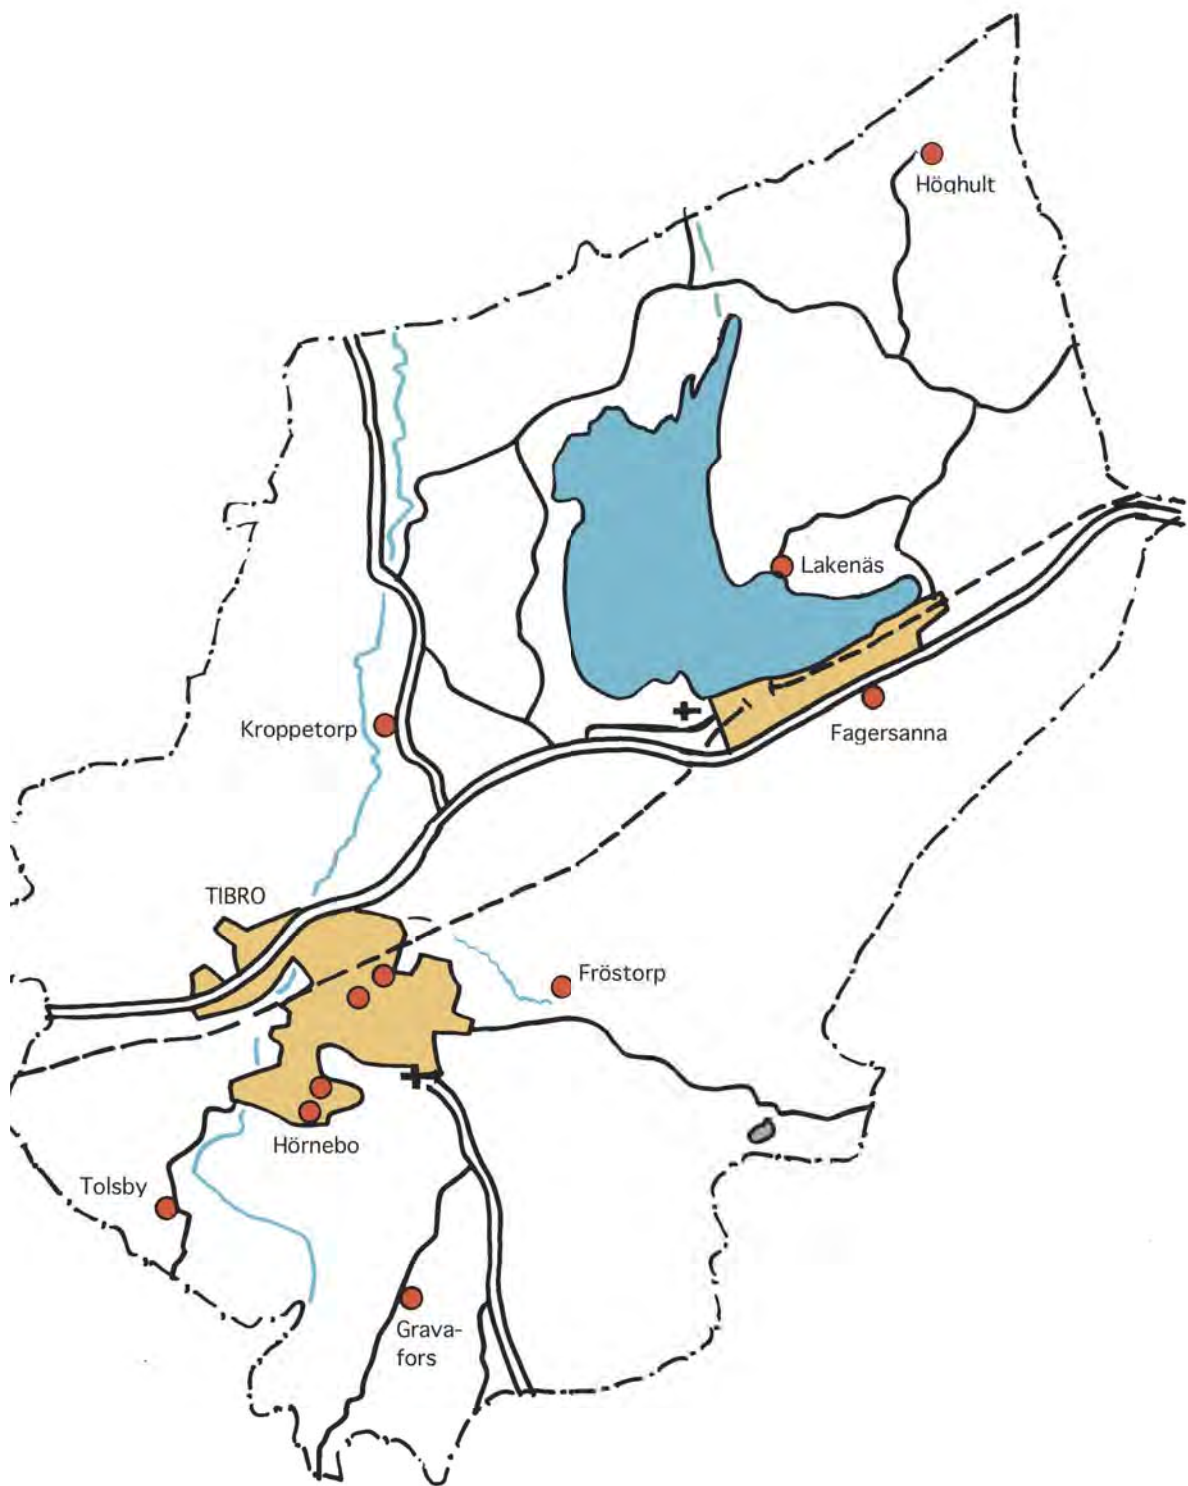 Höghult
Lakenäs
Kroppetorp
Fagersanna
TIBRO
Fröstorp
Hörnebo
Tolsby
Grava-
fors